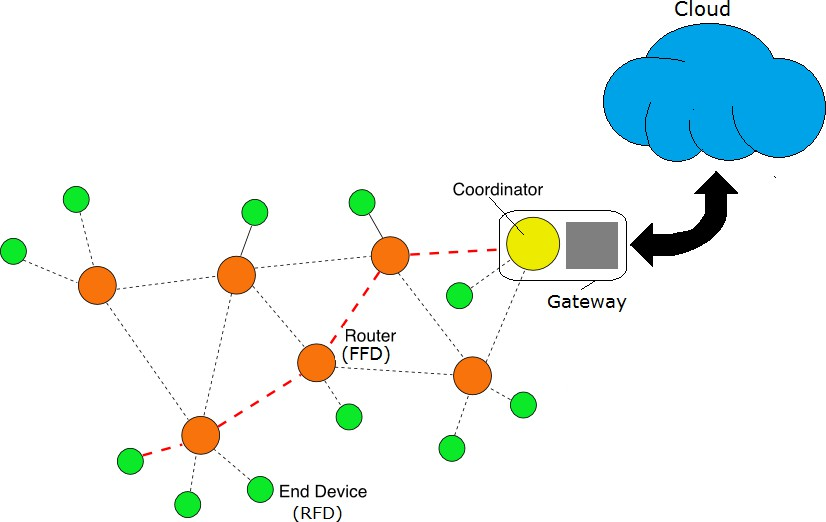 Cloud
Coordinator
Gateway
Router
(FFD)
End Device
(RFD)